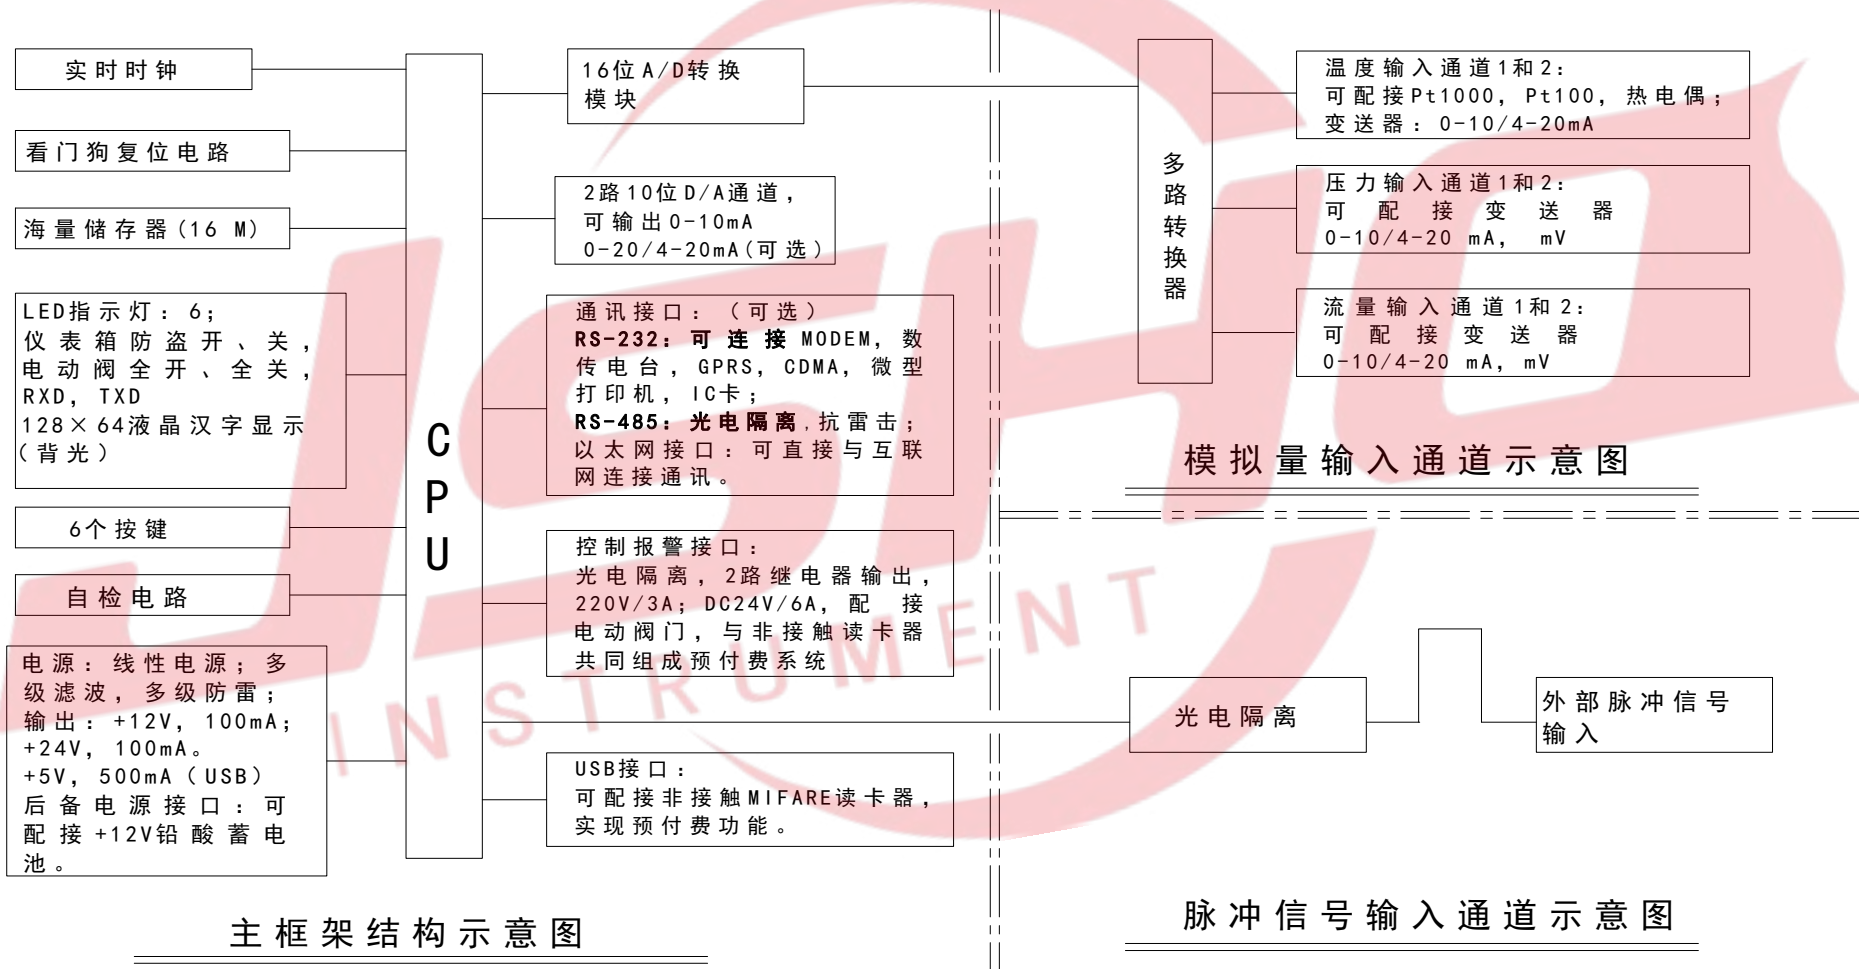 实时时钟
看门狗复位电路
海量储存器(16 M)
LED指示灯：6；
仪表箱防盗开、关，
电动阀全开、全关，
RXD，TXD
128×64液晶汉字显示
（背光）
6个按键
自检电路
电源：线性电源；多
级滤波，多级防雷；
输出：+12V，100mA；
+24V，100mA。
+5V，500mA（USB）
后备电源接口：可
配接+12V铅酸蓄电
池。
CPU
16位A/D转换
模块
2路10位D/A通道，
可输出0-10mA
0-20/4-20mA(可选)
通讯接口：（可选）
RS-232：可连接MODEM，数
传电台，GPRS，CDMA，微型
打印机，IC卡；
RS-485：光电隔离,抗雷击；
以太网接口：可直接与互联
网连接通讯。
控制报警接口：
光电隔离，2路继电器输出，
220V/3A；DC24V/6A，配接
电动阀门，与非接触读卡器
共同组成预付费系统
USB接口：
可配接非接触MIFARE读卡器，
实现预付费功能。
主框架结构示意图
多路转换器
温度输入通道1和2：
可配接Pt1000，Pt100，热电偶；
变送器：0-10/4-20mA
压力输入通道1和2：
可配接变送器
0-10/4-20 mA， mV
流量输入通道1和2：
可配接变送器
0-10/4-20 mA，mV
模拟量输入通道示意图
光电隔离
外部脉冲信号
输入
脉冲信号输入通道示意图
JSHO
INSTRUMENT